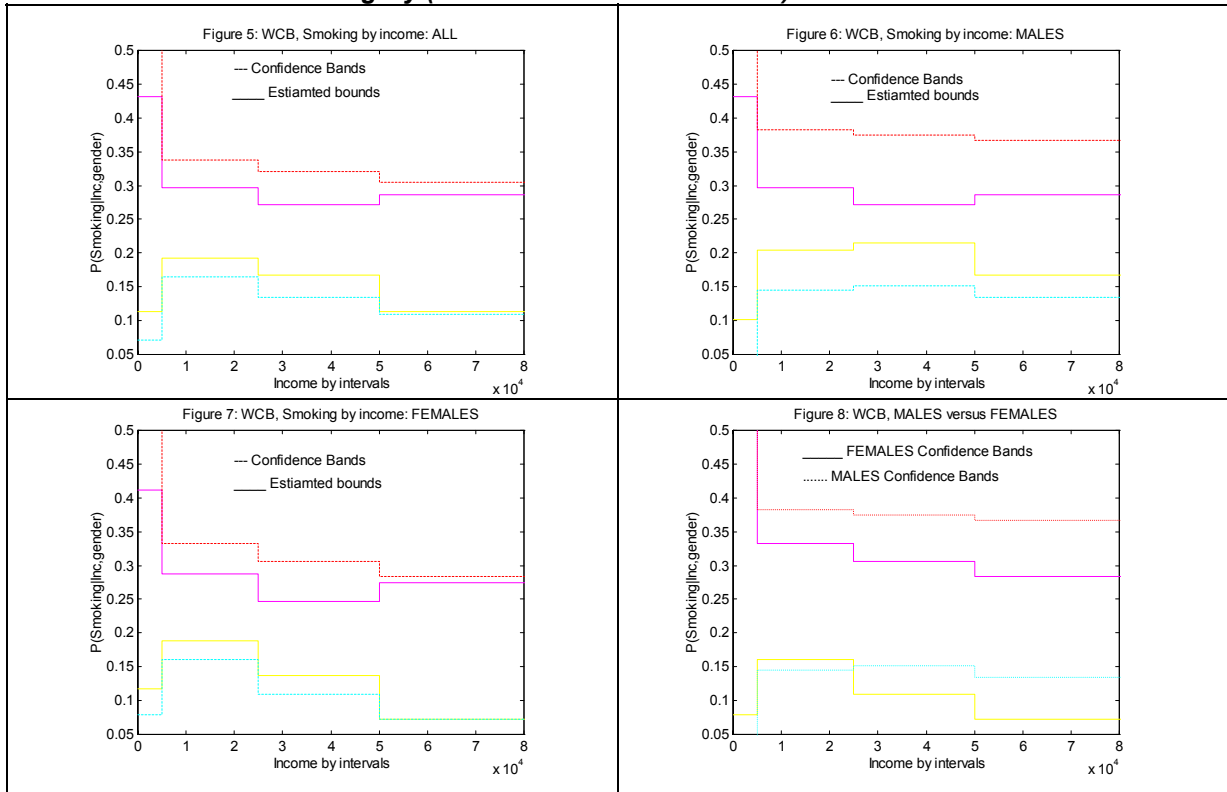 Figure 5: WCB, Smoking by income: ALL
--- Confidence Bands
____ Estiamted bounds
P(Smoking|Inc,gender)
0.5
0.45
0.4
0.35
0.3
0.25
0.2
0.15
0.1
0.05
0 1 2 3 4 5 6 7 8
Income by intervals
x 10^4
Figure 6: WCB, Smoking by income: MALES
--- Confidence Bands
____ Estiamted bounds
P(Smoking|Inc,gender)
0.5
0.45
0.4
0.35
0.3
0.25
0.2
0.15
0.1
0.05
0 1 2 3 4 5 6 7 8
Income by intervals
x 10^4
Figure 7: WCB, Smoking by income: FEMALES
--- Confidence Bands
____ Estiamted bounds
P(Smoking|Inc,gender)
0.5
0.45
0.4
0.35
0.3
0.25
0.2
0.15
0.1
0.05
0 1 2 3 4 5 6 7 8
Income by intervals
x 10^4
Figure 8: WCB, MALES versus FEMALES
_____ FEMALES Confidence Bands
....... MALES Confidence Bands
P(Smoking|Inc,gender)
0.5
0.45
0.4
0.35
0.3
0.25
0.2
0.15
0.1
0.05
0 1 2 3 4 5 6 7 8
Income by intervals
x 10^4